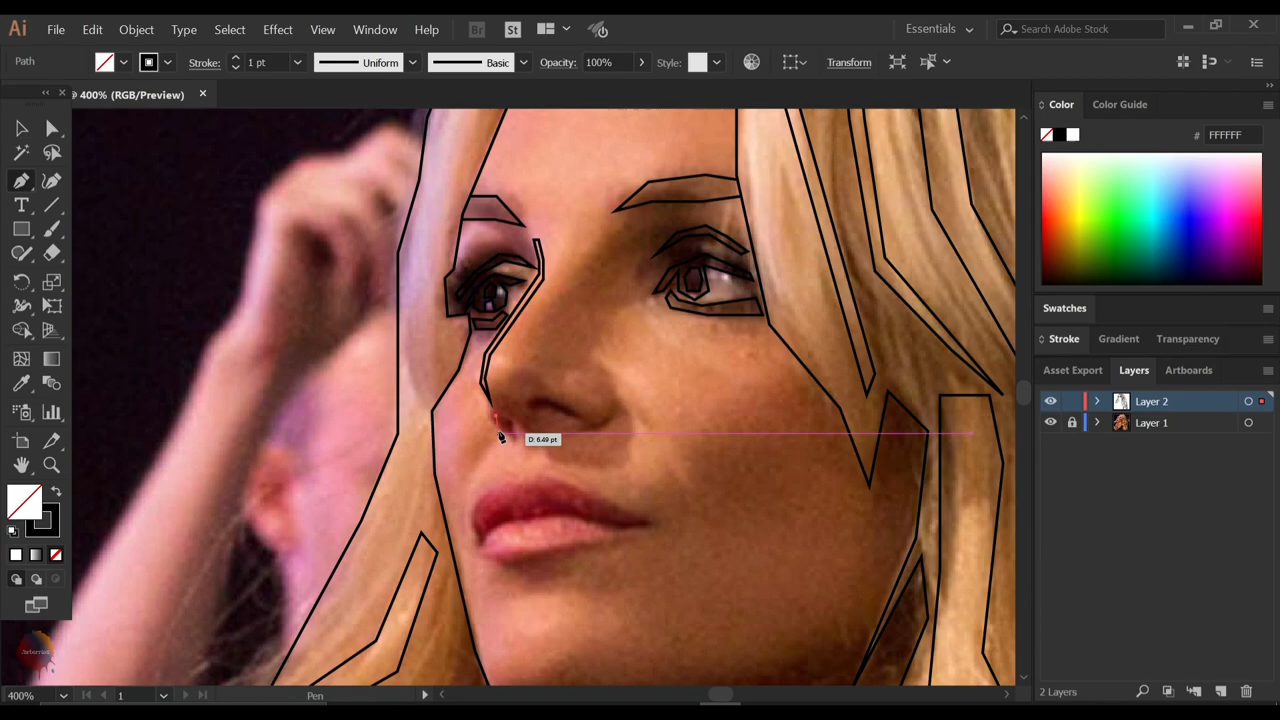 Ai File Edit Object Type Select Effect View Window Help Br St Essentials Search Adobe Stock
Path Stroke: 1 pt Uniform Basic Opacity: 100% Style: Transform
@ 400% (RGB/Preview)
Color Color Guide
# FFFFFF
Swatches
Stroke Gradient Transparency
Asset Export Layers Artboards
Layer 2
Layer 1
D: 6.49 pt
400% 1 Pen 2 Layers